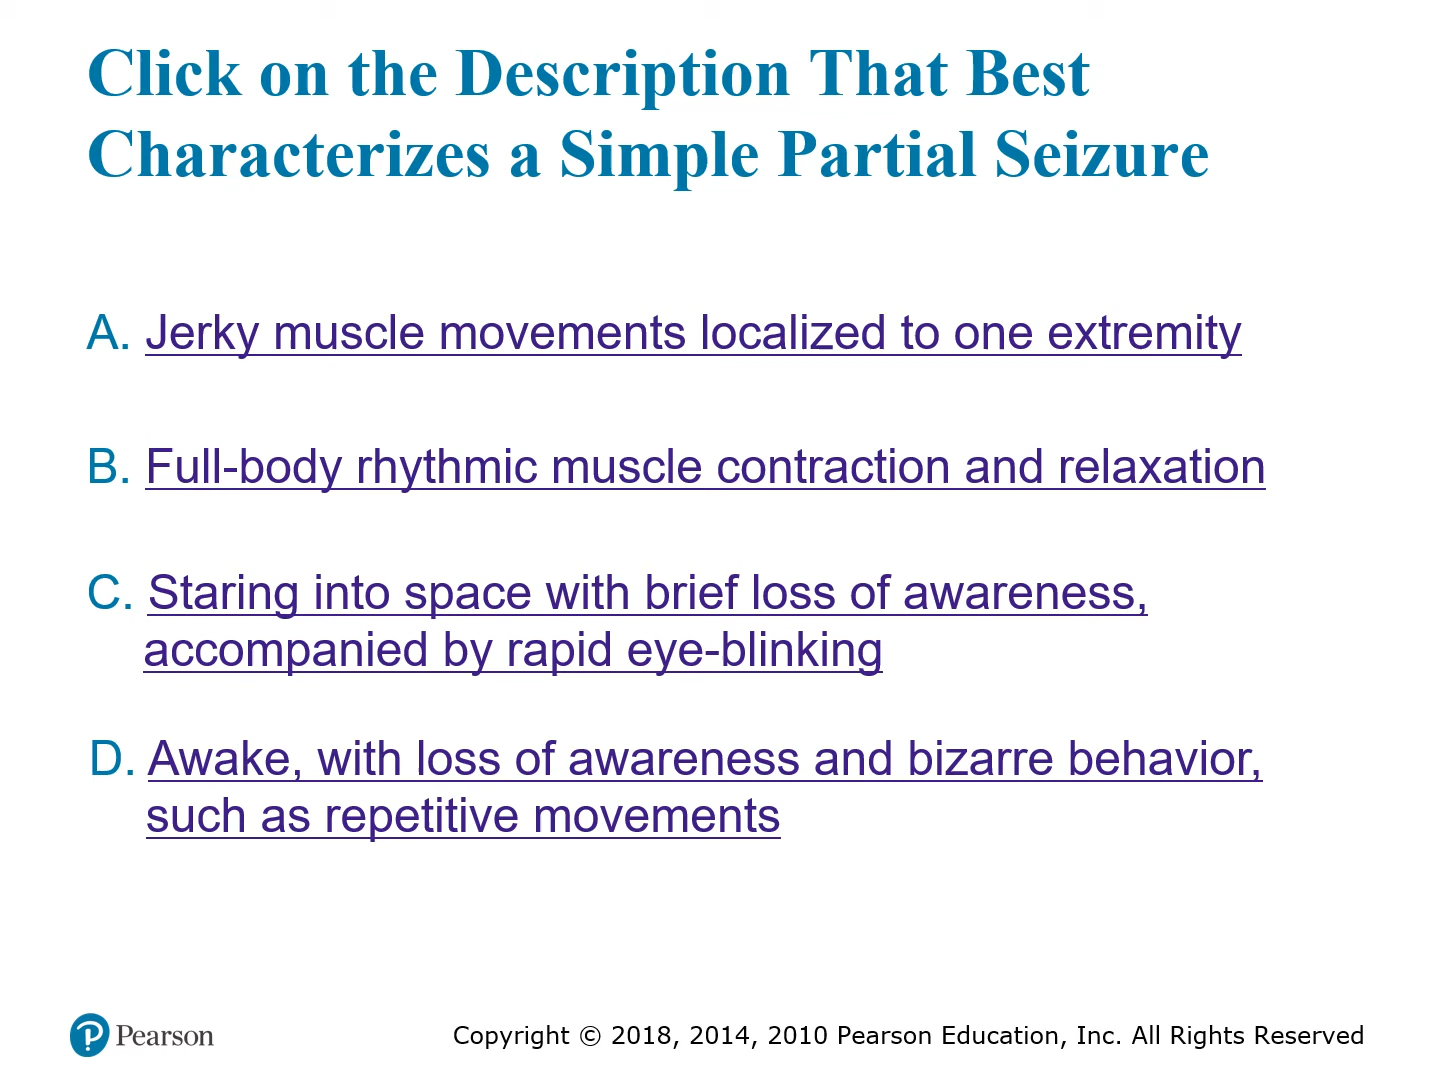 Click on the Description That Best
Characterizes a Simple Partial Seizure
A. Jerky muscle movements localized to one extremity
B. Full-body rhythmic muscle contraction and relaxation
C. Staring into space with brief loss of awareness,
accompanied by rapid eye-blinking
D. Awake, with loss of awareness and bizarre behavior,
such as repetitive movements
Pearson
Copyright © 2018, 2014, 2010 Pearson Education, Inc. All Rights Reserved